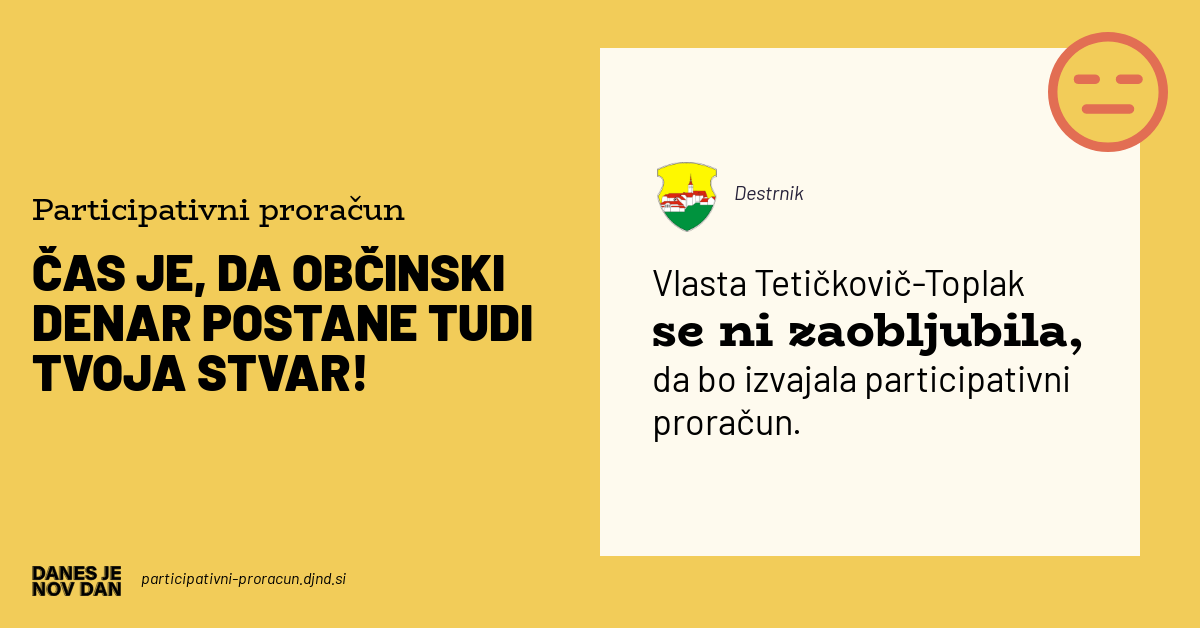 Participativni proračun
ČAS JE, DA OBČINSKI
DENAR POSTANE TUDI
TVOJA STVAR!
Destrnik
Vlasta Tetičkovič-Toplak
se ni zaobljubila,
da bo izvajala participativni
proračun.
DANES JE
NOV DAN
participativni-proracun.djnd.si